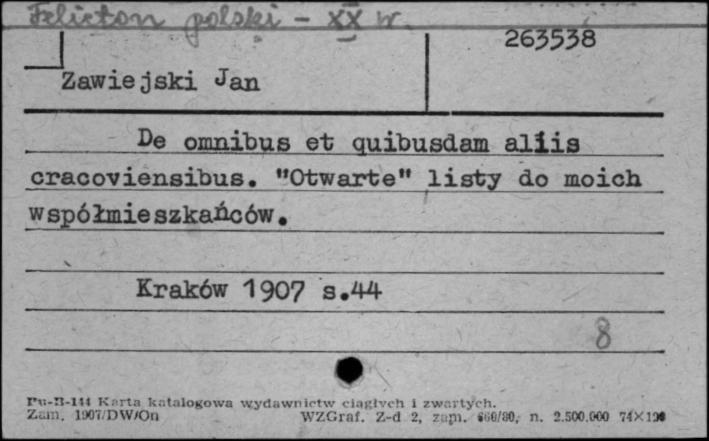 Felieton polski - XX w.
263538
Zawiejski Jan
De omnibus et quibusdam aliis
cracoviensibus. "Otwarte" listy do moich
współmieszkańców.
Kraków 1907 s.44
8
Pu-B-144 Karta katalogowa wydawnictw ciągłych i zwartych.
Zam. 1907/DW/On WZGraf. Z-d 2, zam. 660/80, n. 2.500.000 74×120